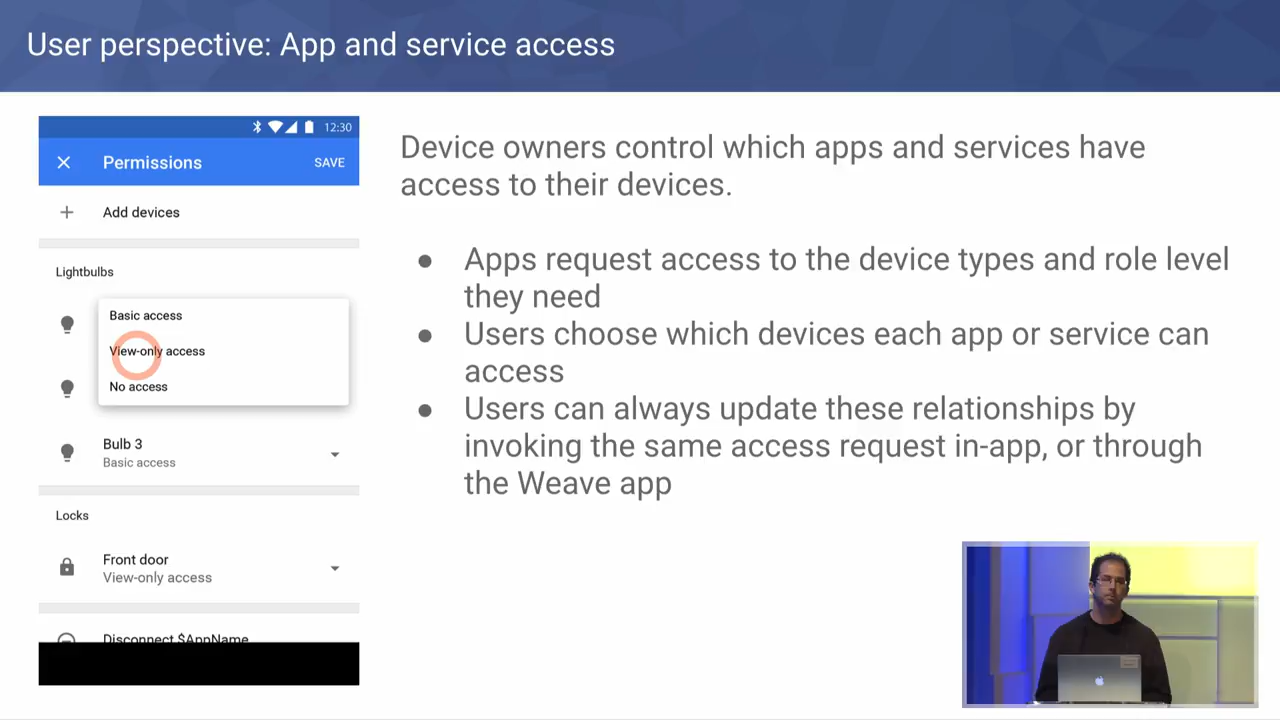 User perspective: App and service access
12:30
Permissions
SAVE
Add devices
Lightbulbs
Basic access
View-only access
No access
Bulb 3
Basic access
Locks
Front door
View-only access
Disconnect $AppName
Device owners control which apps and services have
access to their devices.
● Apps request access to the device types and role level
they need
● Users choose which devices each app or service can
access
● Users can always update these relationships by
invoking the same access request in-app, or through
the Weave app